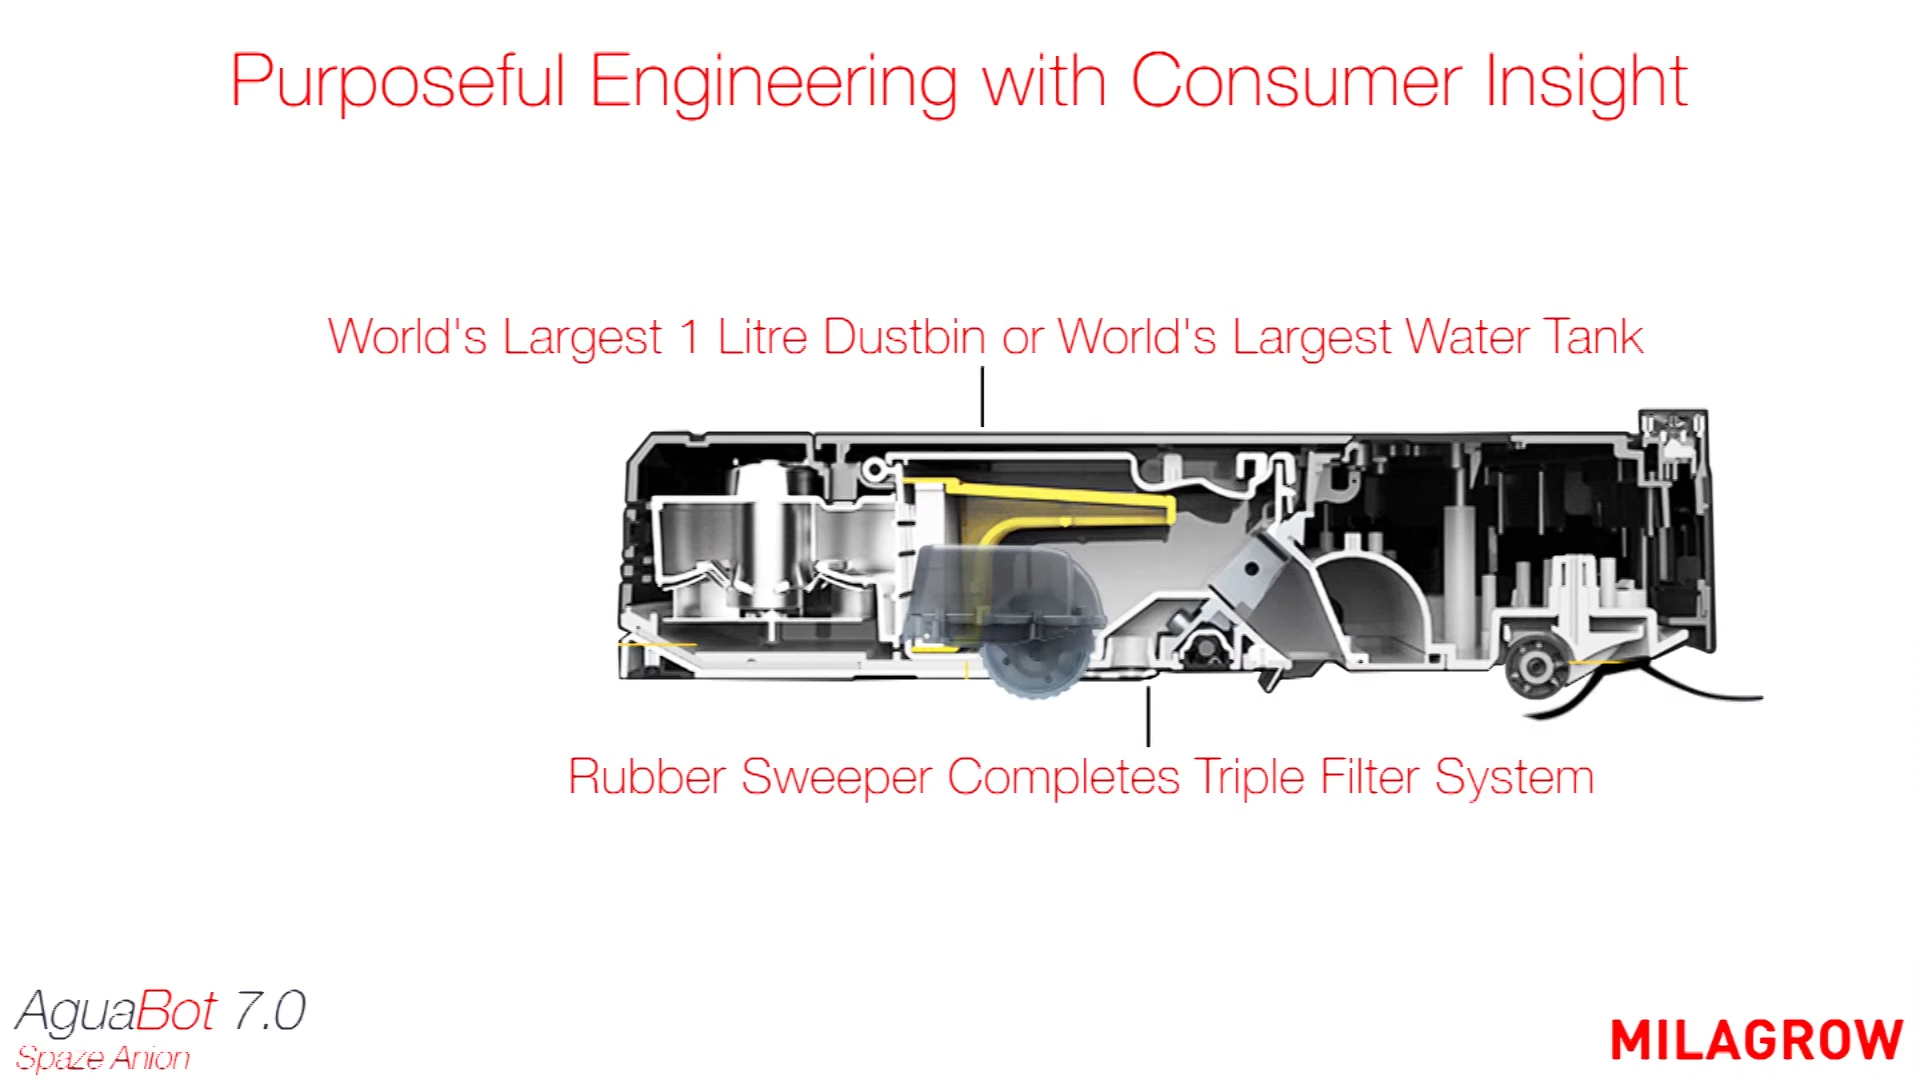 Purposeful Engineering with Consumer Insight
World's Largest 1 Litre Dustbin or World's Largest Water Tank
Rubber Sweeper Completes Triple Filter System
AguaBot 7.0
Spaze Anion
MILAGROW